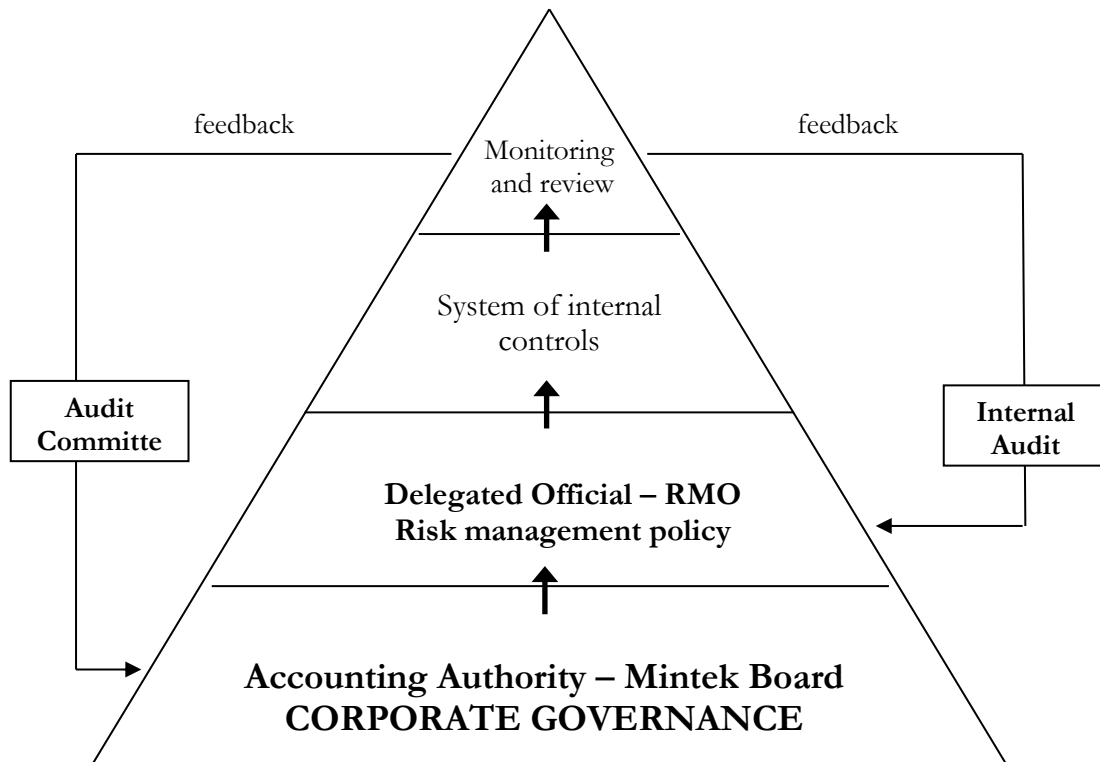 feedback
feedback
Monitoring
and review
System of internal
controls
Audit
Committe
Internal
Audit
Delegated Official – RMO
Risk management policy
Accounting Authority – Mintek Board
CORPORATE GOVERNANCE